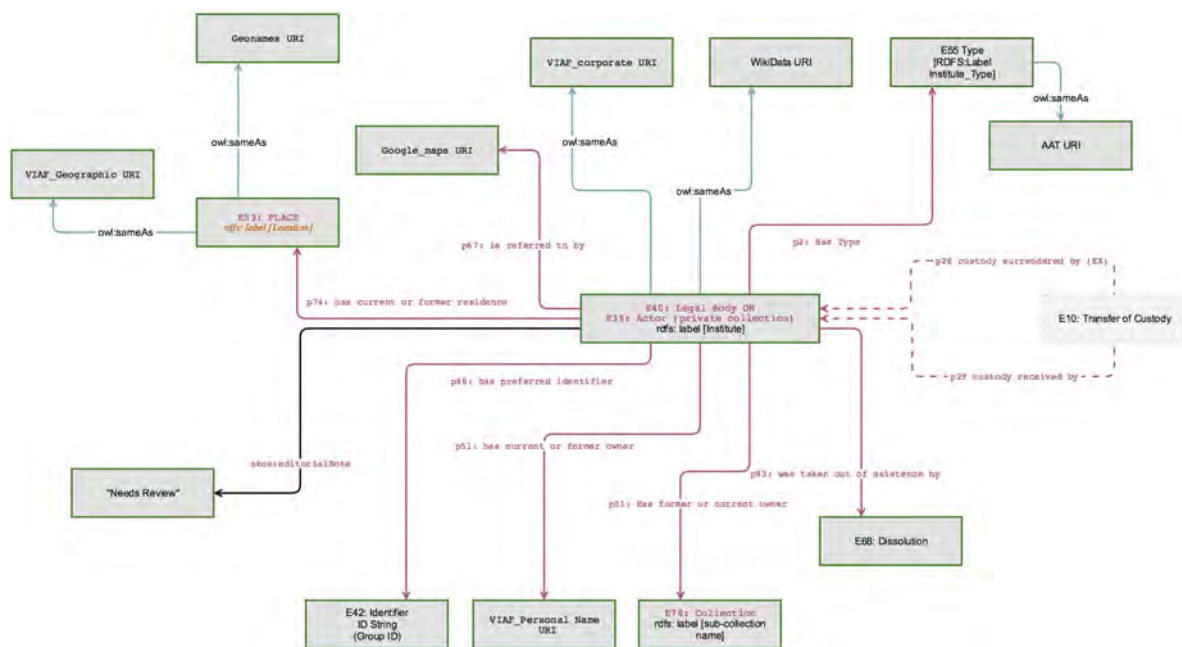 Geonames URI
VIAF_corporate URI
WikiData URI
E55 Type
[RDFS:Label
Institute_Type]
owl:sameAs
AAT URI
owl:sameAs
owl:sameAs
Google_maps URI
VIAF_Geographic URI
owl:sameAs
E53: PLACE
rdfs: label [Location]
owl:sameAs
p67: is referred to by
p2: Has Type
p28 custody surrendered by (EX)
p74: has current or former residence
E40: Legal Body OR
E39: Actor (private collection)
rdfs: label [Institute]
E10: Transfer of Custody
p48: has preferred identifier
p29 custody received by
p51: has current or former owner
skos:editorialNote
p93: was taken out of existence by
"Needs Review"
p51: Has former or current owner
E68: Dissolution
E42: Identifier
ID String
(Group ID)
VIAF_Personal Name
URI
E78: Collection
rdfs: label [sub-collection
name]